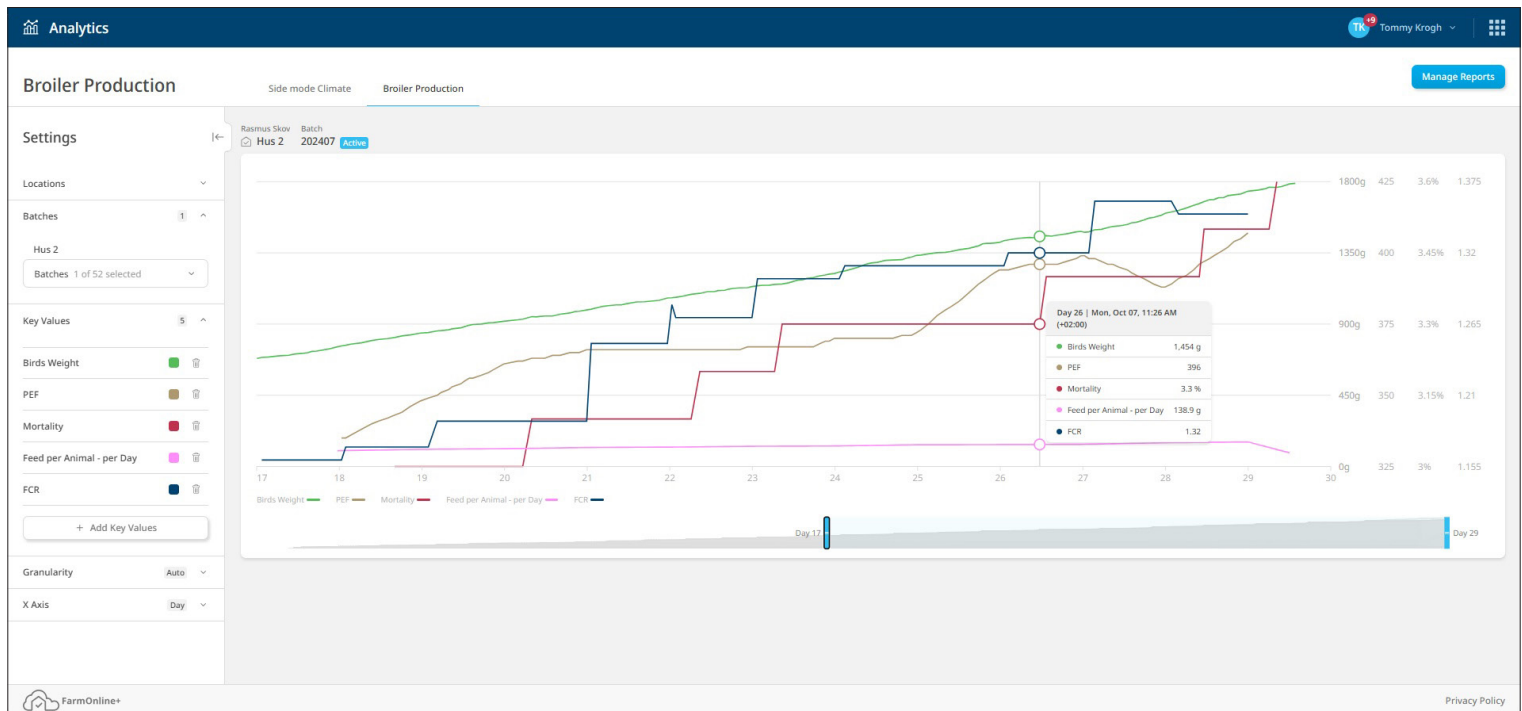 Analytics
TK +9 Tommy Krogh
Broiler Production
Side mode Climate Broiler Production
Manage Reports
Settings
Locations
Batches 1
Hus 2
Batches 1 of 52 selected
Key Values 5
Birds Weight
PEF
Mortality
Feed per Animal - per Day
FCR
+ Add Key Values
Granularity Auto
X Axis Day
Rasmus Skov Batch
Hus 2 202407 Active
1800g 425 3.6% 1.375
1350g 400 3.45% 1.32
900g 375 3.3% 1.265
450g 350 3.15% 1.21
0g 325 3% 1.155
Day 26 | Mon, Oct 07, 11:26 AM
(+02:00)
Birds Weight 1,454 g
PEF 396
Mortality 3.3 %
Feed per Animal - per Day 138.9 g
FCR 1.32
17 18 19 20 21 22 23 24 25 26 27 28 29 30
Birds Weight PEF Mortality Feed per Animal - per Day FCR
Day 17 Day 29
FarmOnline+
Privacy Policy